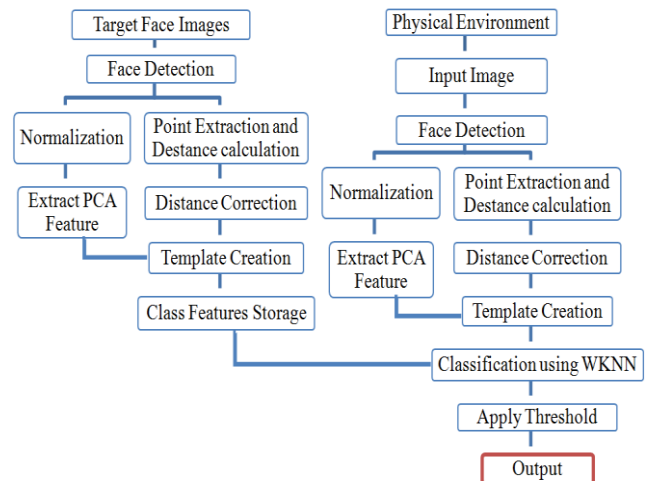 Target Face Images
Face Detection
Normalization
Point Extraction and
Destance calculation
Extract PCA
Feature
Distance Correction
Template Creation
Class Features Storage
Physical Environment
Input Image
Face Detection
Normalization
Point Extraction and
Destance calculation
Extract PCA
Feature
Distance Correction
Template Creation
Classification using WKNN
Apply Threshold
Output